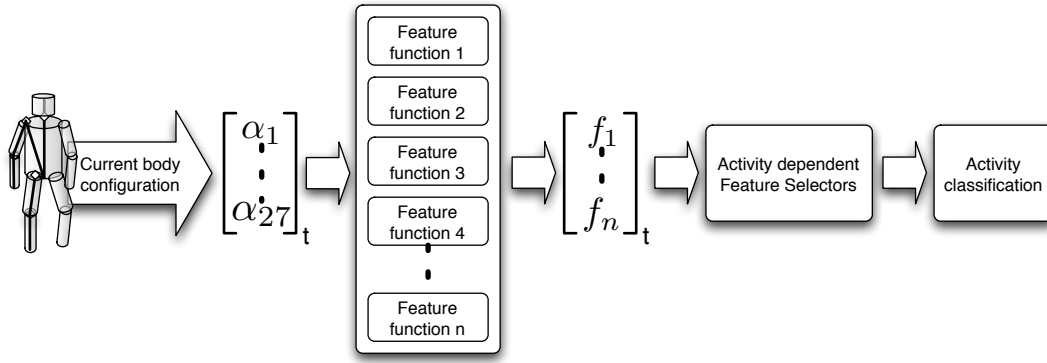 Current body
configuration
α1
α27
t
Feature
function 1
Feature
function 2
Feature
function 3
Feature
function 4
Feature
function n
f1
fn
t
Activity dependent
Feature Selectors
Activity
classification